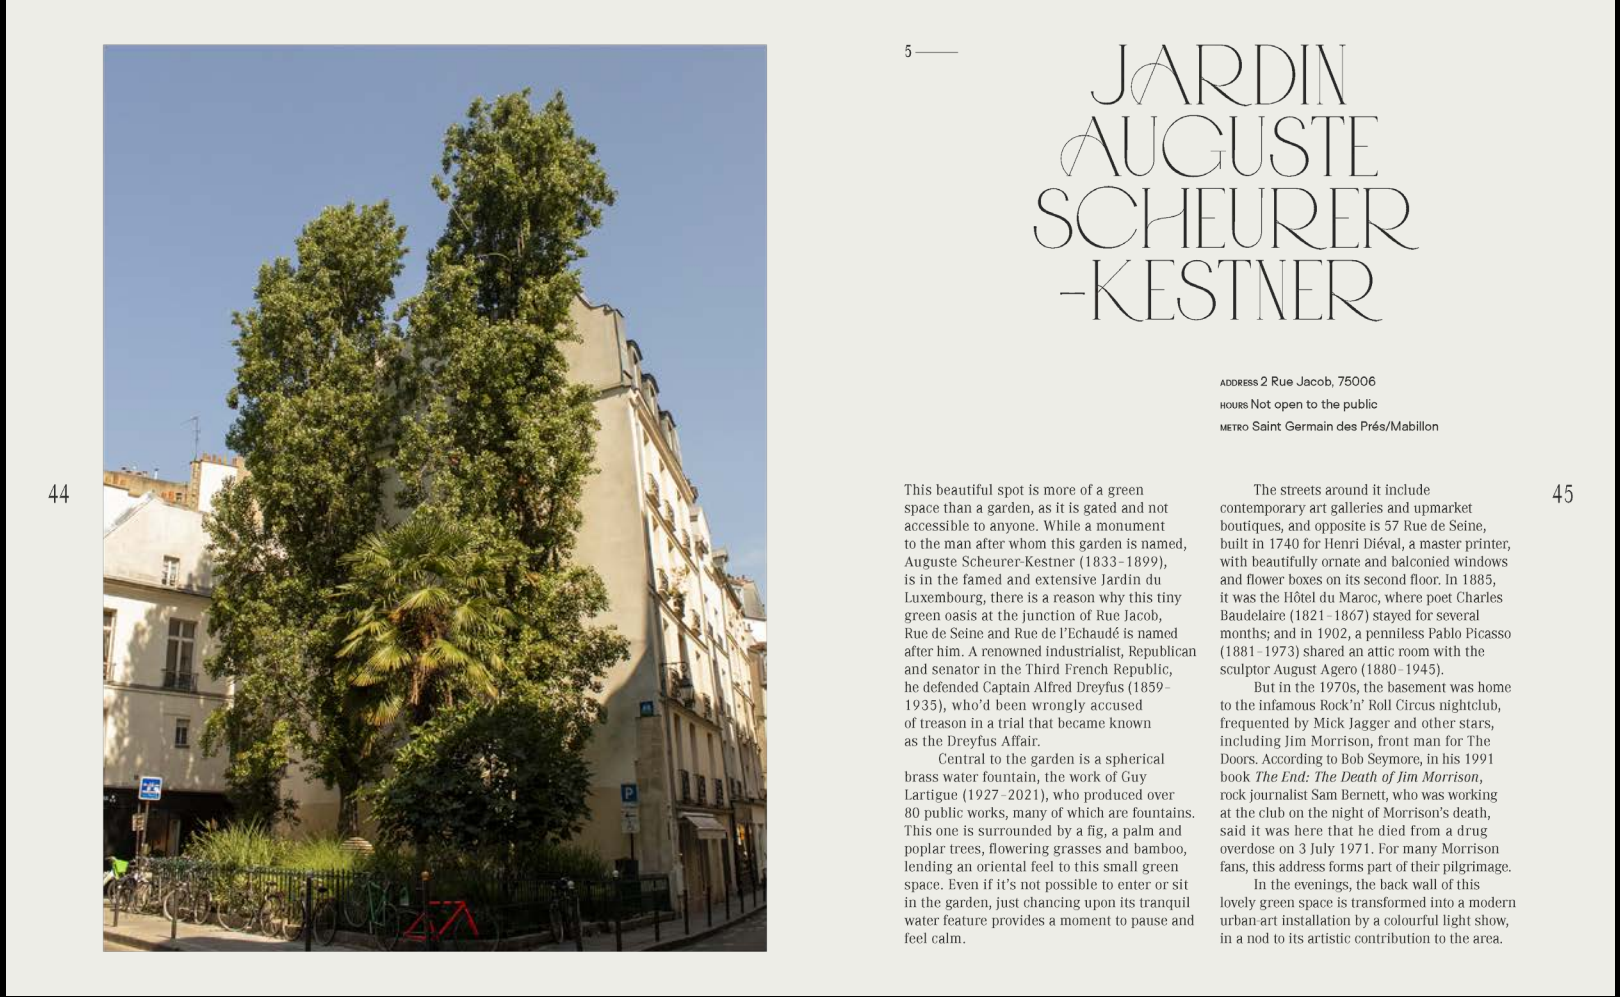 44
5
JARDIN
AUGUSTE
SCHEURER
-KESTNER
ADDRESS 2 Rue Jacob, 75006
HOURS Not open to the public
METRO Saint Germain des Prés/Mabillon
This beautiful spot is more of a green
space than a garden, as it is gated and not
accessible to anyone. While a monument
to the man after whom this garden is named,
Auguste Scheurer-Kestner (1833–1899),
is in the famed and extensive Jardin du
Luxembourg, there is a reason why this tiny
green oasis at the junction of Rue Jacob,
Rue de Seine and Rue de l'Echaudé is named
after him. A renowned industrialist, Republican
and senator in the Third French Republic,
he defended Captain Alfred Dreyfus (1859–
1935), who'd been wrongly accused
of treason in a trial that became known
as the Dreyfus Affair.
Central to the garden is a spherical
brass water fountain, the work of Guy
Lartigue (1927–2021), who produced over
80 public works, many of which are fountains.
This one is surrounded by a fig, a palm and
poplar trees, flowering grasses and bamboo,
lending an oriental feel to this small green
space. Even if it's not possible to enter or sit
in the garden, just chancing upon its tranquil
water feature provides a moment to pause and
feel calm.
The streets around it include
contemporary art galleries and upmarket
boutiques, and opposite is 57 Rue de Seine,
built in 1740 for Henri Diéval, a master printer,
with beautifully ornate and balconied windows
and flower boxes on its second floor. In 1885,
it was the Hôtel du Maroc, where poet Charles
Baudelaire (1821–1867) stayed for several
months; and in 1902, a penniless Pablo Picasso
(1881–1973) shared an attic room with the
sculptor August Agero (1880–1945).
But in the 1970s, the basement was home
to the infamous Rock'n' Roll Circus nightclub,
frequented by Mick Jagger and other stars,
including Jim Morrison, front man for The
Doors. According to Bob Seymore, in his 1991
book The End: The Death of Jim Morrison,
rock journalist Sam Bernett, who was working
at the club on the night of Morrison's death,
said it was here that he died from a drug
overdose on 3 July 1971. For many Morrison
fans, this address forms part of their pilgrimage.
In the evenings, the back wall of this
lovely green space is transformed into a modern
urban-art installation by a colourful light show,
in a nod to its artistic contribution to the area.
45
P